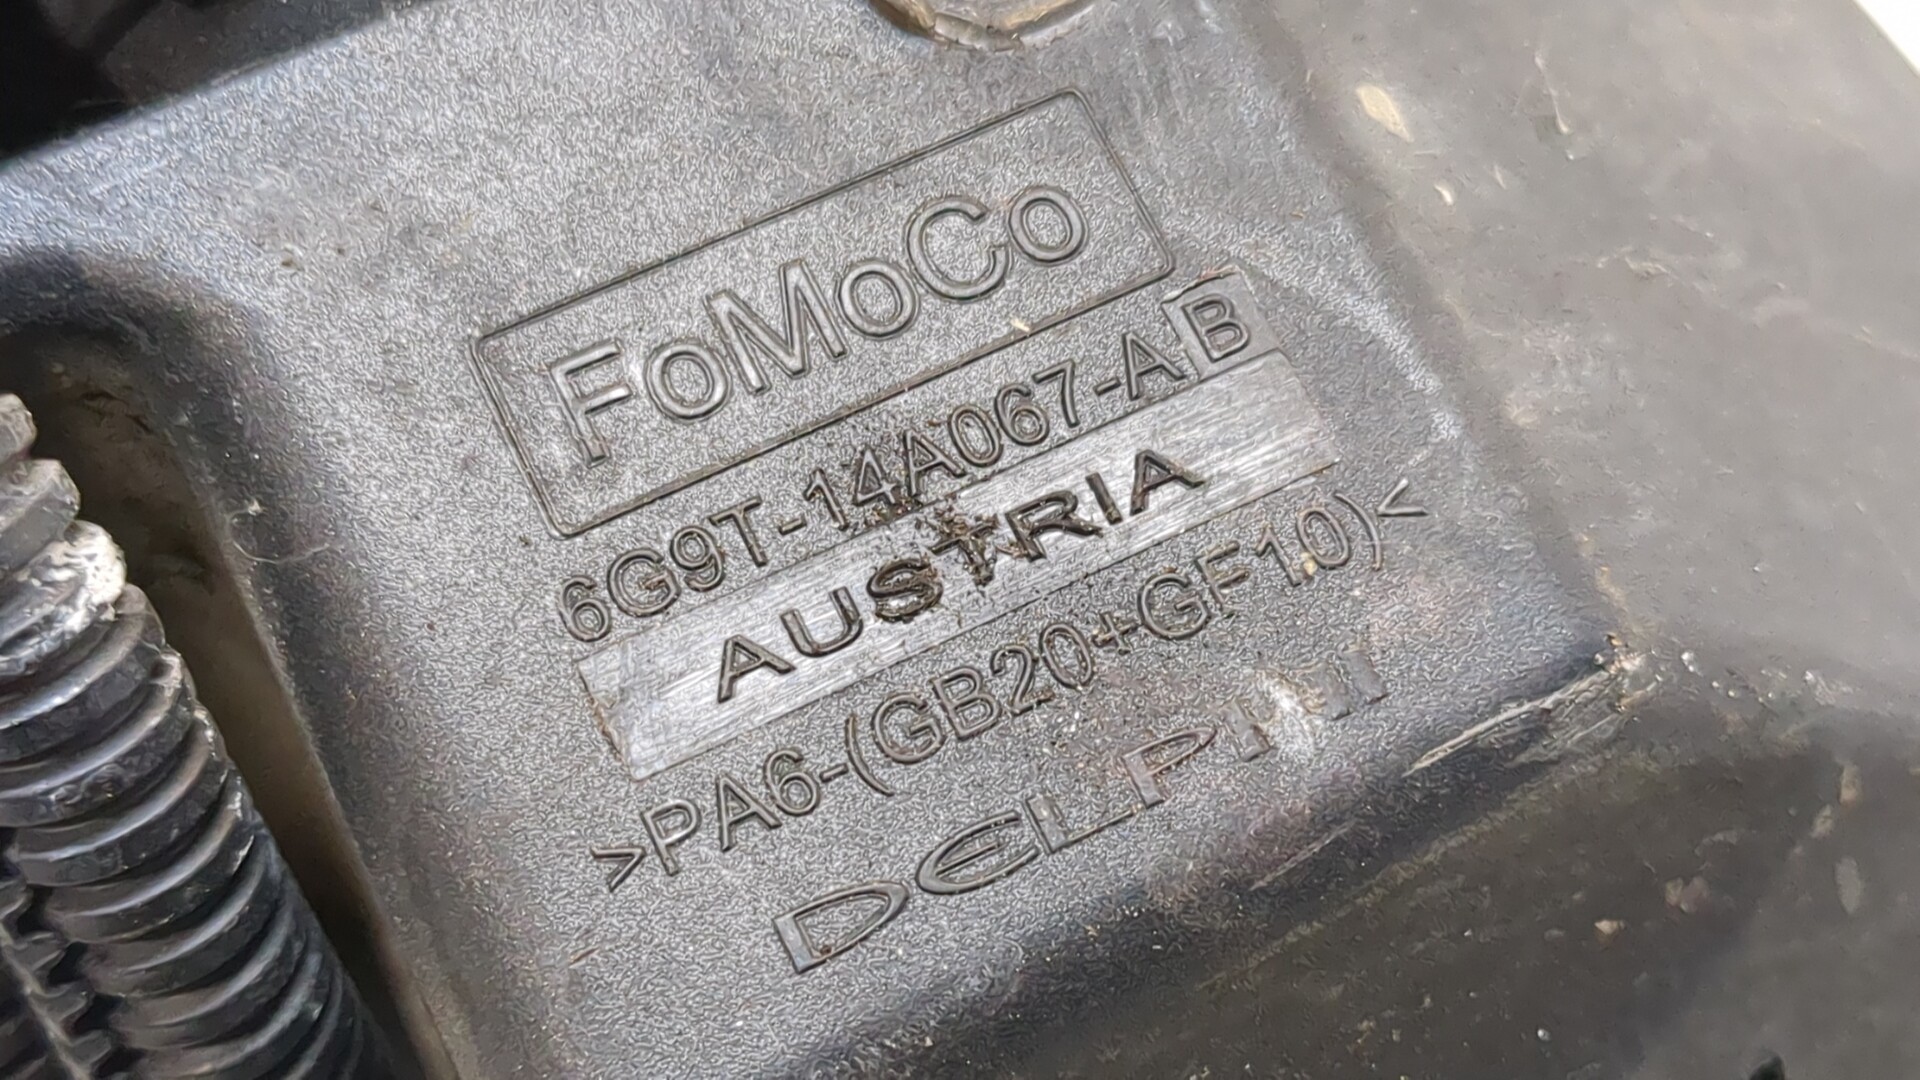 FoMoCo
6G9T-14A067-AB
AUSTRIA
>PA6-(GB20+GF10)<
DELPHI